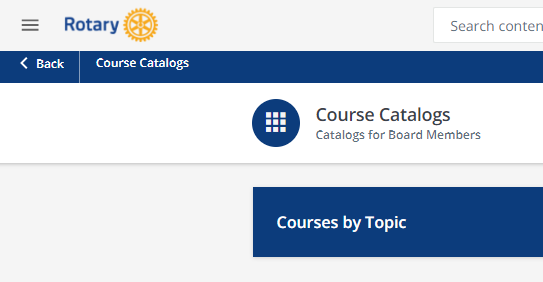 Rotary
Search conten
Back
Course Catalogs
Course Catalogs
Catalogs for Board Members
Courses by Topic